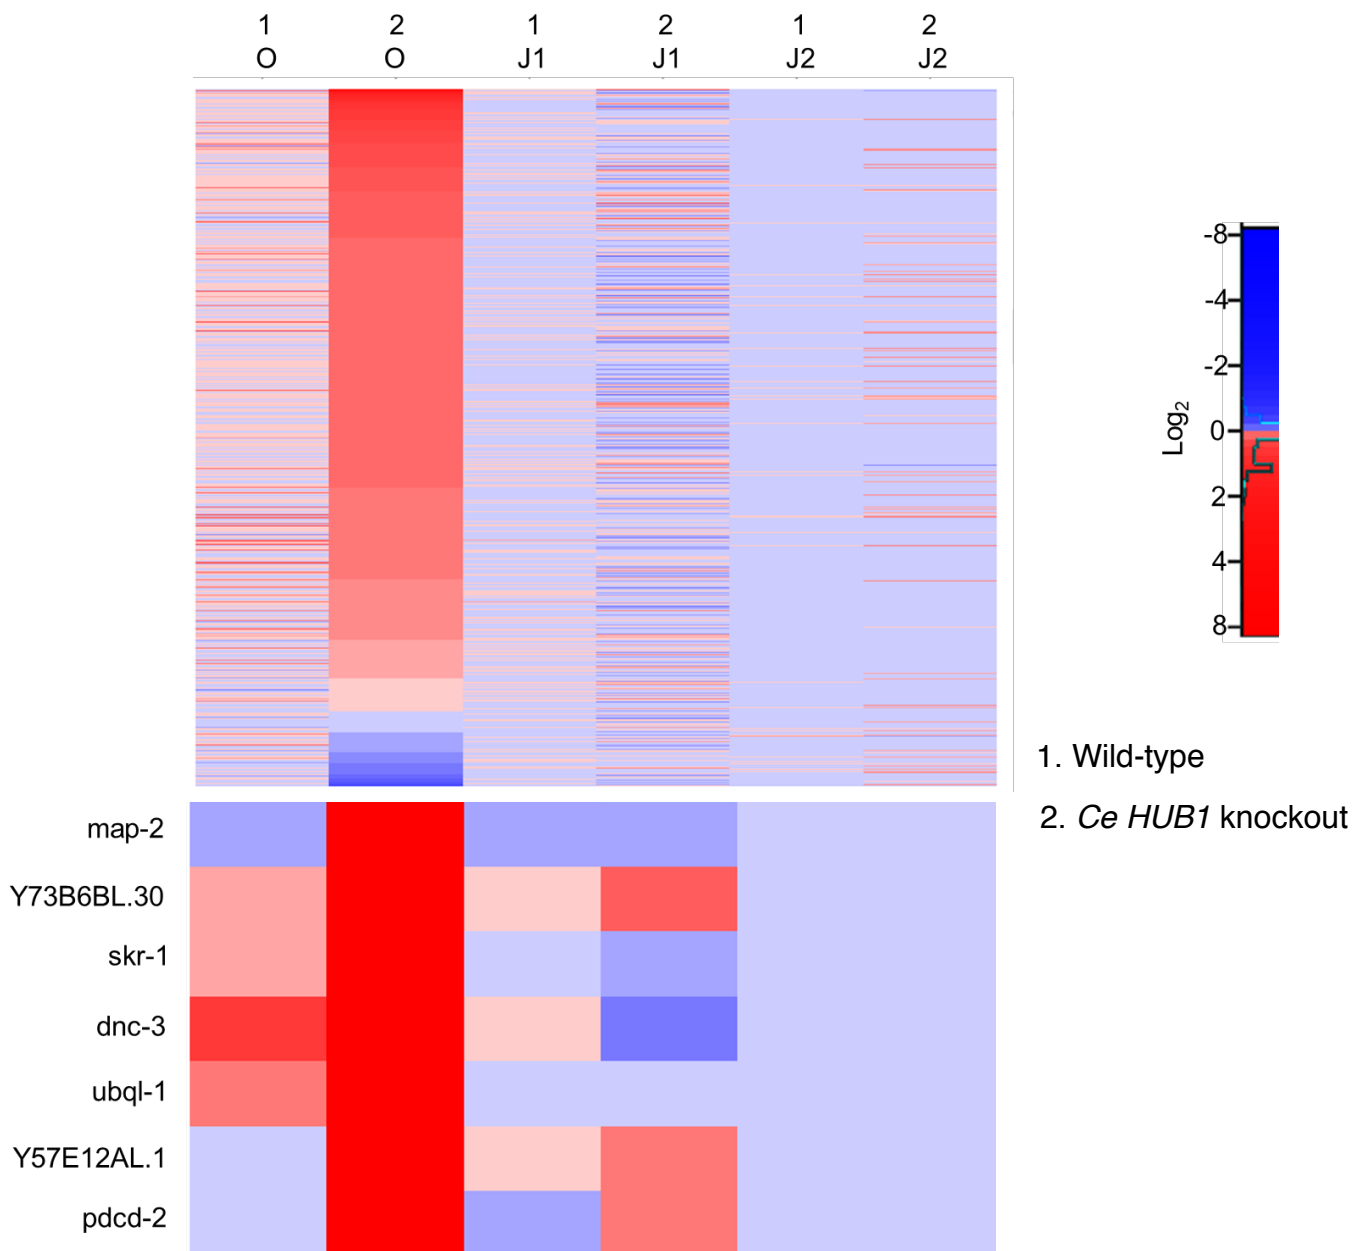 1 2 1 2 1 2
O O J1 J1 J2 J2
-8
-4
-2
0
2
4
8
Log2
1. Wild-type
2. Ce HUB1 knockout
map-2
Y73B6BL.30
skr-1
dnc-3
ubql-1
Y57E12AL.1
pdcd-2